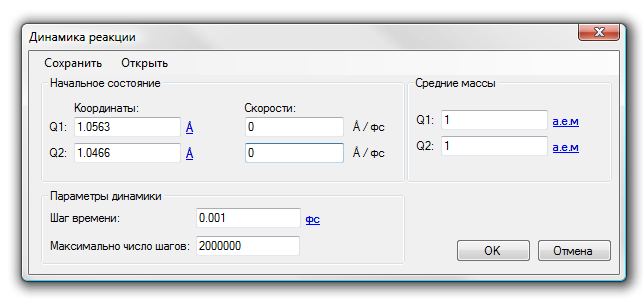 Динамика реакции
Сохранить Открыть
Начальное состояние
Координаты: Скорости:
Q1: 1.0563 Å 0 Å / фс
Q2: 1.0466 Å 0 Å / фс
Средние массы
Q1: 1 а.е.м
Q2: 1 а.е.м
Параметры динамики
Шаг времени: 0.001 фс
Максимально число шагов: 2000000
OK Отмена